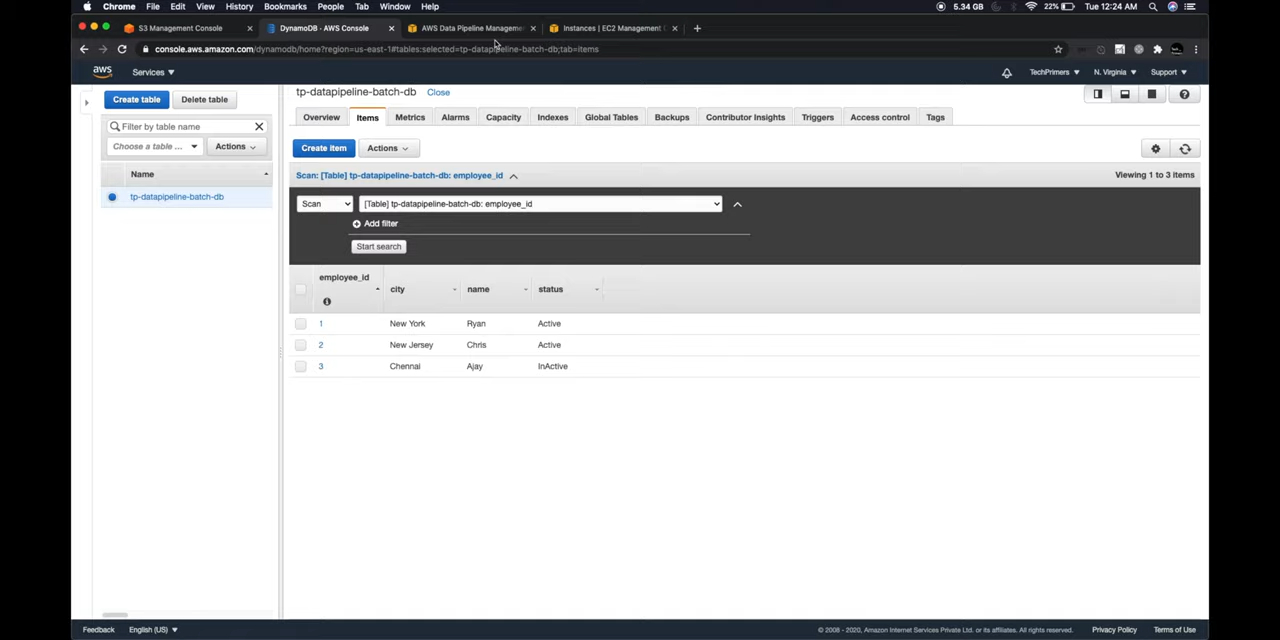 Chrome File Edit View History Bookmarks People Tab Window Help 5.34 GB 22% Tue 12:24 AM
S3 Management Console DynamoDB - AWS Console AWS Data Pipeline Manageme Instances | EC2 Management C
console.aws.amazon.com/dynamodb/home?region=us-east-1#tables:selected=tp-datapipeline-batch-db;tab=items
aws Services TechPrimers N. Virginia Support
Create table Delete table tp-datapipeline-batch-db Close
Filter by table name Overview Items Metrics Alarms Capacity Indexes Global Tables Backups Contributor Insights Triggers Access control Tags
Choose a table ... Actions Create item Actions
Name Scan: [Table] tp-datapipeline-batch-db: employee_id Viewing 1 to 3 items
tp-datapipeline-batch-db Scan [Table] tp-datapipeline-batch-db: employee_id
Add filter
Start search
employee_id city name status
1 New York Ryan Active
2 New Jersey Chris Active
3 Chennai Ajay InActive
Feedback English (US) © 2008 - 2020, Amazon Internet Services Private Ltd. or its affiliates. All rights reserved. Privacy Policy Terms of Use